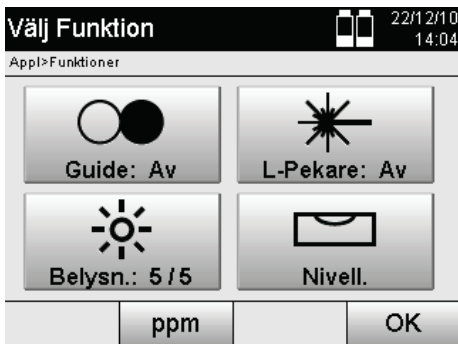 Välj Funktion
22/12/10
14:04
Appl>Funktioner
Guide: Av
L-Pekare: Av
Belysn.: 5/5
Nivell.
ppm
OK